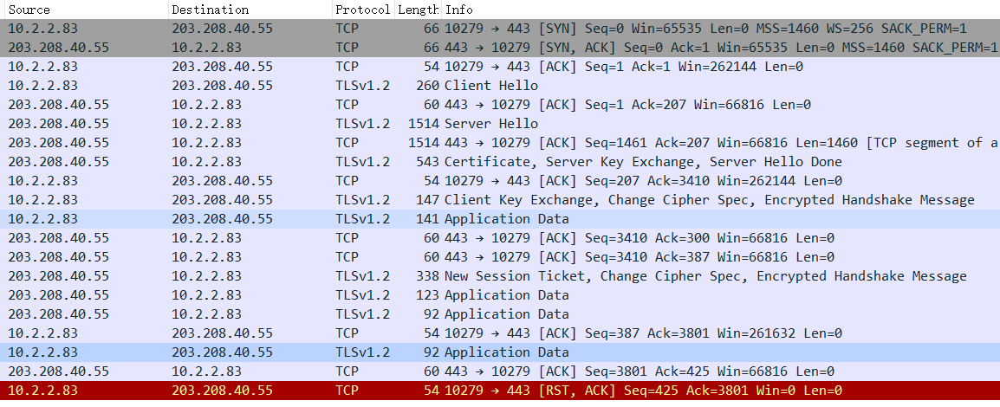 Source Destination Protocol Length Info
10.2.2.83 203.208.40.55 TCP 66 10279 → 443 [SYN] Seq=0 Win=65535 Len=0 MSS=1460 WS=256 SACK_PERM=1
203.208.40.55 10.2.2.83 TCP 66 443 → 10279 [SYN, ACK] Seq=0 Ack=1 Win=65535 Len=0 MSS=1460 SACK_PERM=1
10.2.2.83 203.208.40.55 TCP 54 10279 → 443 [ACK] Seq=1 Ack=1 Win=262144 Len=0
10.2.2.83 203.208.40.55 TLSv1.2 260 Client Hello
203.208.40.55 10.2.2.83 TCP 60 443 → 10279 [ACK] Seq=1 Ack=207 Win=66816 Len=0
203.208.40.55 10.2.2.83 TLSv1.2 1514 Server Hello
203.208.40.55 10.2.2.83 TCP 1514 443 → 10279 [ACK] Seq=1461 Ack=207 Win=66816 Len=1460 [TCP segment of a
203.208.40.55 10.2.2.83 TLSv1.2 543 Certificate, Server Key Exchange, Server Hello Done
10.2.2.83 203.208.40.55 TCP 54 10279 → 443 [ACK] Seq=207 Ack=3410 Win=262144 Len=0
10.2.2.83 203.208.40.55 TLSv1.2 147 Client Key Exchange, Change Cipher Spec, Encrypted Handshake Message
10.2.2.83 203.208.40.55 TLSv1.2 141 Application Data
203.208.40.55 10.2.2.83 TCP 60 443 → 10279 [ACK] Seq=3410 Ack=300 Win=66816 Len=0
203.208.40.55 10.2.2.83 TCP 60 443 → 10279 [ACK] Seq=3410 Ack=387 Win=66816 Len=0
203.208.40.55 10.2.2.83 TLSv1.2 338 New Session Ticket, Change Cipher Spec, Encrypted Handshake Message
203.208.40.55 10.2.2.83 TLSv1.2 123 Application Data
203.208.40.55 10.2.2.83 TLSv1.2 92 Application Data
10.2.2.83 203.208.40.55 TCP 54 10279 → 443 [ACK] Seq=387 Ack=3801 Win=261632 Len=0
10.2.2.83 203.208.40.55 TLSv1.2 92 Application Data
203.208.40.55 10.2.2.83 TCP 60 443 → 10279 [ACK] Seq=3801 Ack=425 Win=66816 Len=0
10.2.2.83 203.208.40.55 TCP 54 10279 → 443 [RST, ACK] Seq=425 Ack=3801 Win=0 Len=0